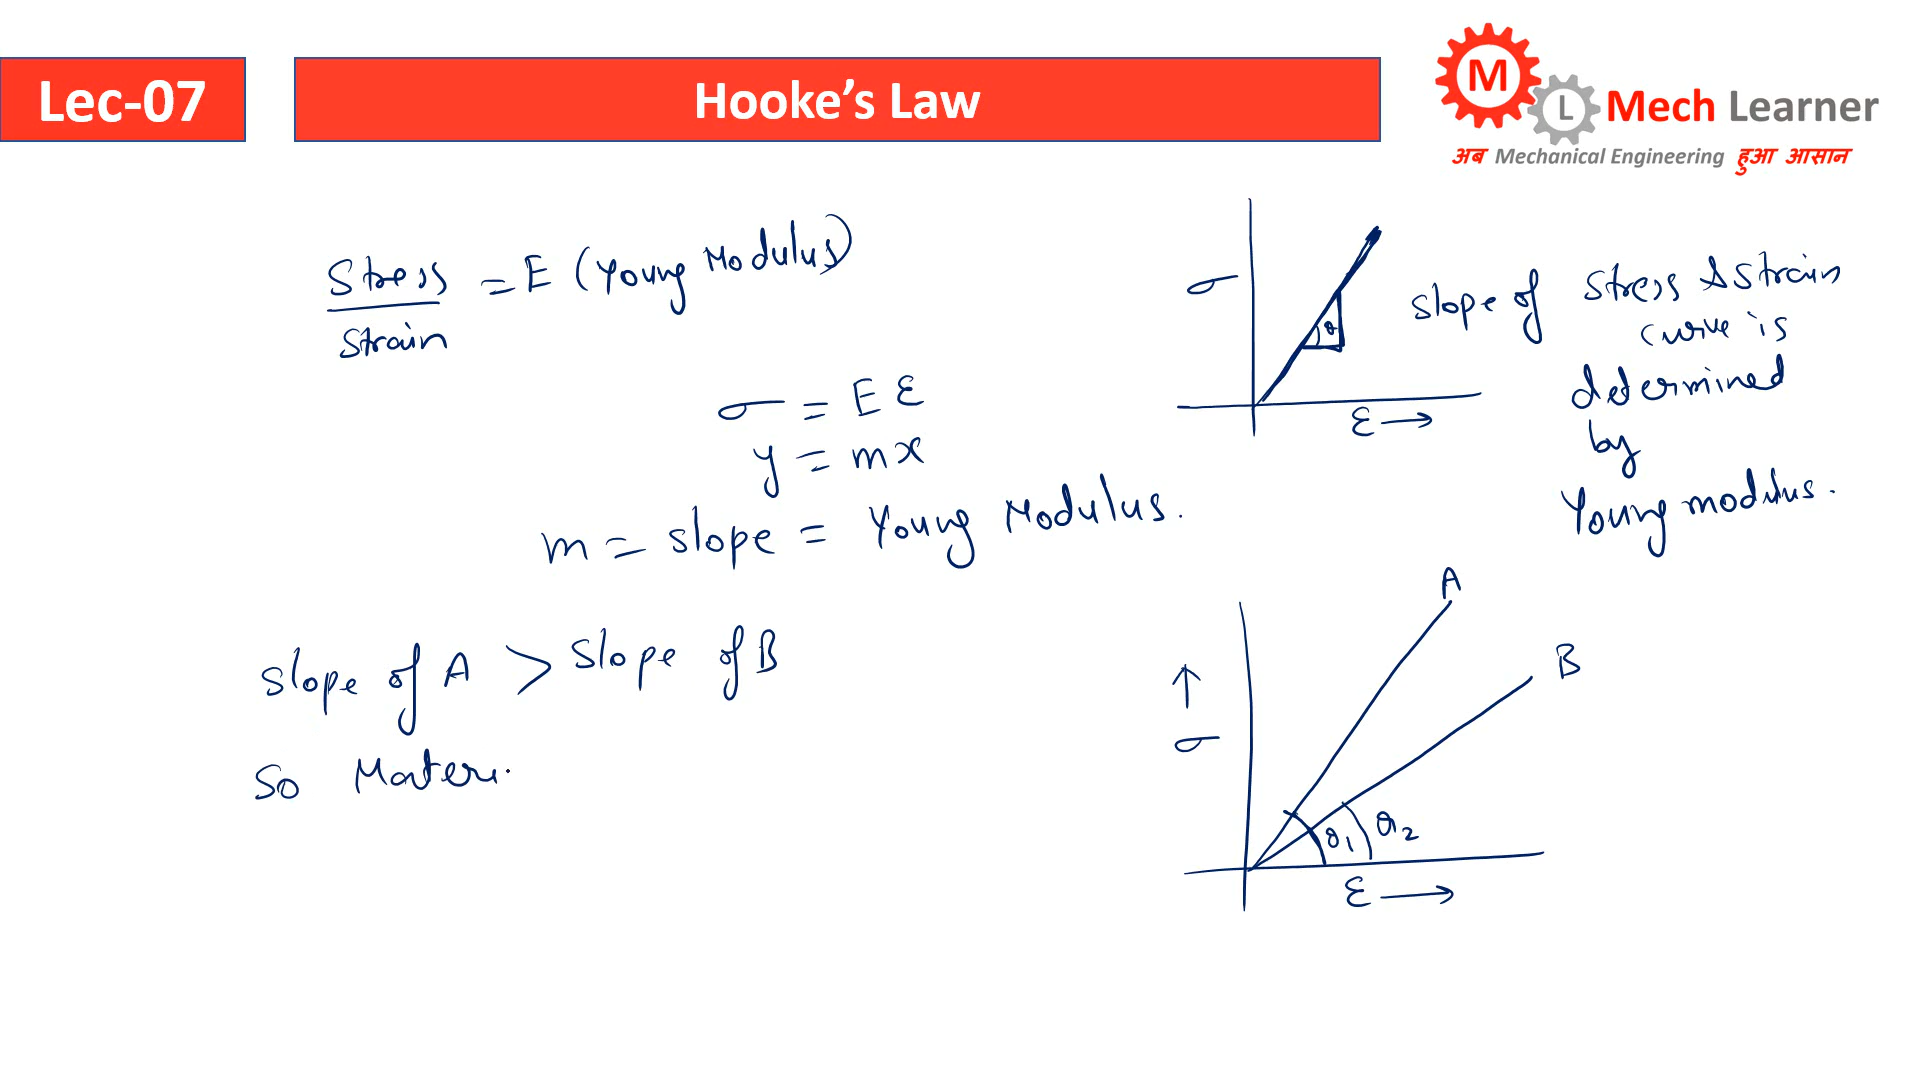 Lec-07
Hooke's Law
M
L
Mech Learner
अब Mechanical Engineering हुआ आसान
Stress
Strain
= E (Young Modulus)
σ = E ε
y = mx
m = slope = Young Modulus.
σ
θ
ε →
slope of Stress & Strain
curve is
determined
by
Young modulus.
Slope of A > Slope of B
So Materi
A
B
↑
σ
θ1
θ2
ε →